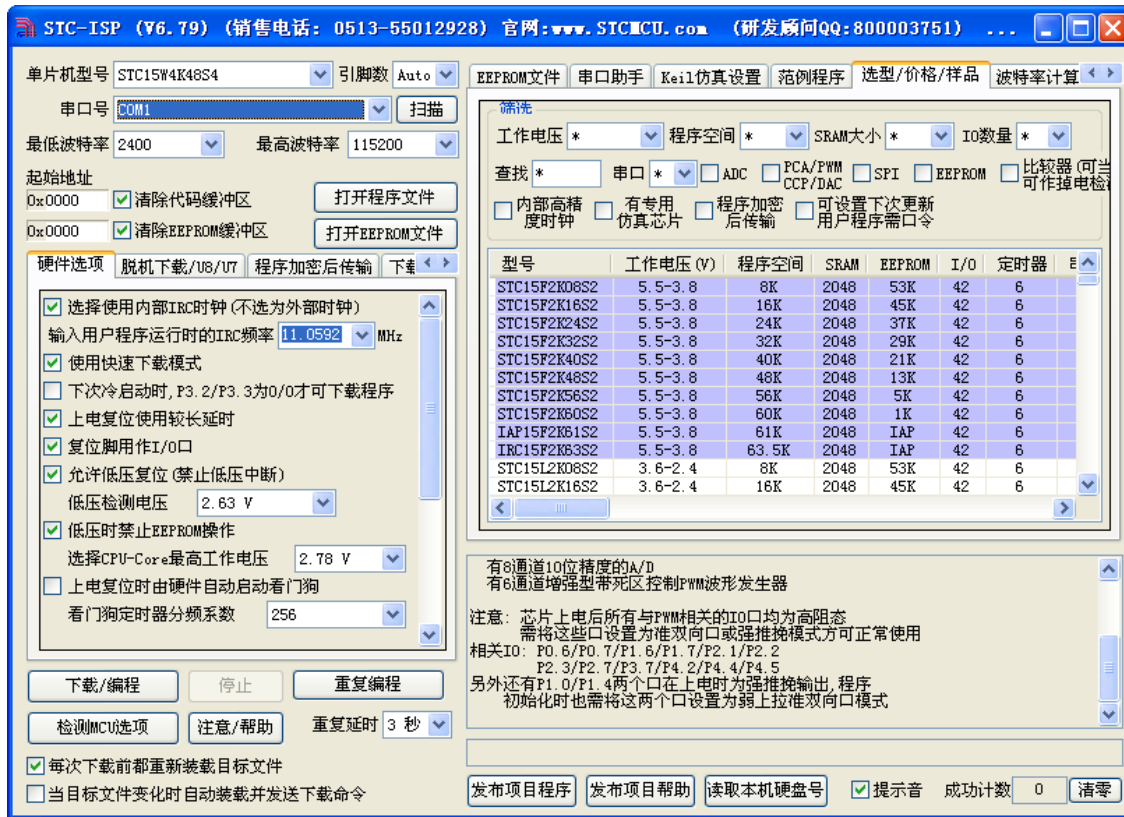 STC-ISP (V6.79) (销售电话: 0513-55012928) 官网:www.STCMCU.com (研发顾问QQ:800003751) ...
单片机型号 STC15W4K48S4 引脚数 Auto
串口号 COM1 扫描
最低波特率 2400 最高波特率 115200
起始地址
0x0000 清除代码缓冲区 打开程序文件
0x0000 清除EEPROM缓冲区 打开EEPROM文件
硬件选项 脱机下载/U8/U7 程序加密后传输 下载
选择使用内部IRC时钟(不选为外部时钟)
输入用户程序运行时的IRC频率 11.0592 MHz
使用快速下载模式
下次冷启动时,P3.2/P3.3为0/0才可下载程序
上电复位使用较长延时
复位脚用作I/O口
允许低压复位(禁止低压中断)
低压检测电压 2.63 V
低压时禁止EEPROM操作
选择CPU-Core最高工作电压 2.78 V
上电复位时由硬件自动启动看门狗
看门狗定时器分频系数 256
下载/编程 停止 重复编程
检测MCU选项 注意/帮助 重复延时 3 秒
每次下载前都重新装载目标文件
当目标文件变化时自动装载并发送下载命令
EEPROM文件 串口助手 Keil仿真设置 范例程序 选型/价格/样品 波特率计算
筛选
工作电压 * 程序空间 * SRAM大小 * IO数量 *
查找 * 串口 * ADC PCA/PWM CCP/DAC SPI EEPROM 比较器(可当 可作掉电检
内部高精度时钟 有专用仿真芯片 程序加密后传输 可设置下次更新用户程序需口令
型号 工作电压(V) 程序空间 SRAM EEPROM I/O 定时器
STC15F2K08S2 5.5-3.8 8K 2048 53K 42 6
STC15F2K16S2 5.5-3.8 16K 2048 45K 42 6
STC15F2K24S2 5.5-3.8 24K 2048 37K 42 6
STC15F2K32S2 5.5-3.8 32K 2048 29K 42 6
STC15F2K40S2 5.5-3.8 40K 2048 21K 42 6
STC15F2K48S2 5.5-3.8 48K 2048 13K 42 6
STC15F2K56S2 5.5-3.8 56K 2048 5K 42 6
STC15F2K60S2 5.5-3.8 60K 2048 1K 42 6
IAP15F2K61S2 5.5-3.8 61K 2048 IAP 42 6
IRC15F2K63S2 5.5-3.8 63.5K 2048 IAP 42 6
STC15L2K08S2 3.6-2.4 8K 2048 53K 42 6
STC15L2K16S2 3.6-2.4 16K 2048 45K 42 6
有8通道10位精度的A/D
有6通道增强型带死区控制PWM波形发生器
注意: 芯片上电后所有与PWM相关的IO口均为高阻态
需将这些口设置为准双向口或强推挽模式方可正常使用
相关IO: P0.6/P0.7/P1.6/P1.7/P2.1/P2.2
P2.3/P2.7/P3.7/P4.2/P4.4/P4.5
另外还有P1.0/P1.4两个口在上电时为强推挽输出,程序
初始化时也需将这两个口设置为弱上拉准双向口模式
发布项目程序 发布项目帮助 读取本机硬盘号 提示音 成功计数 0 清零